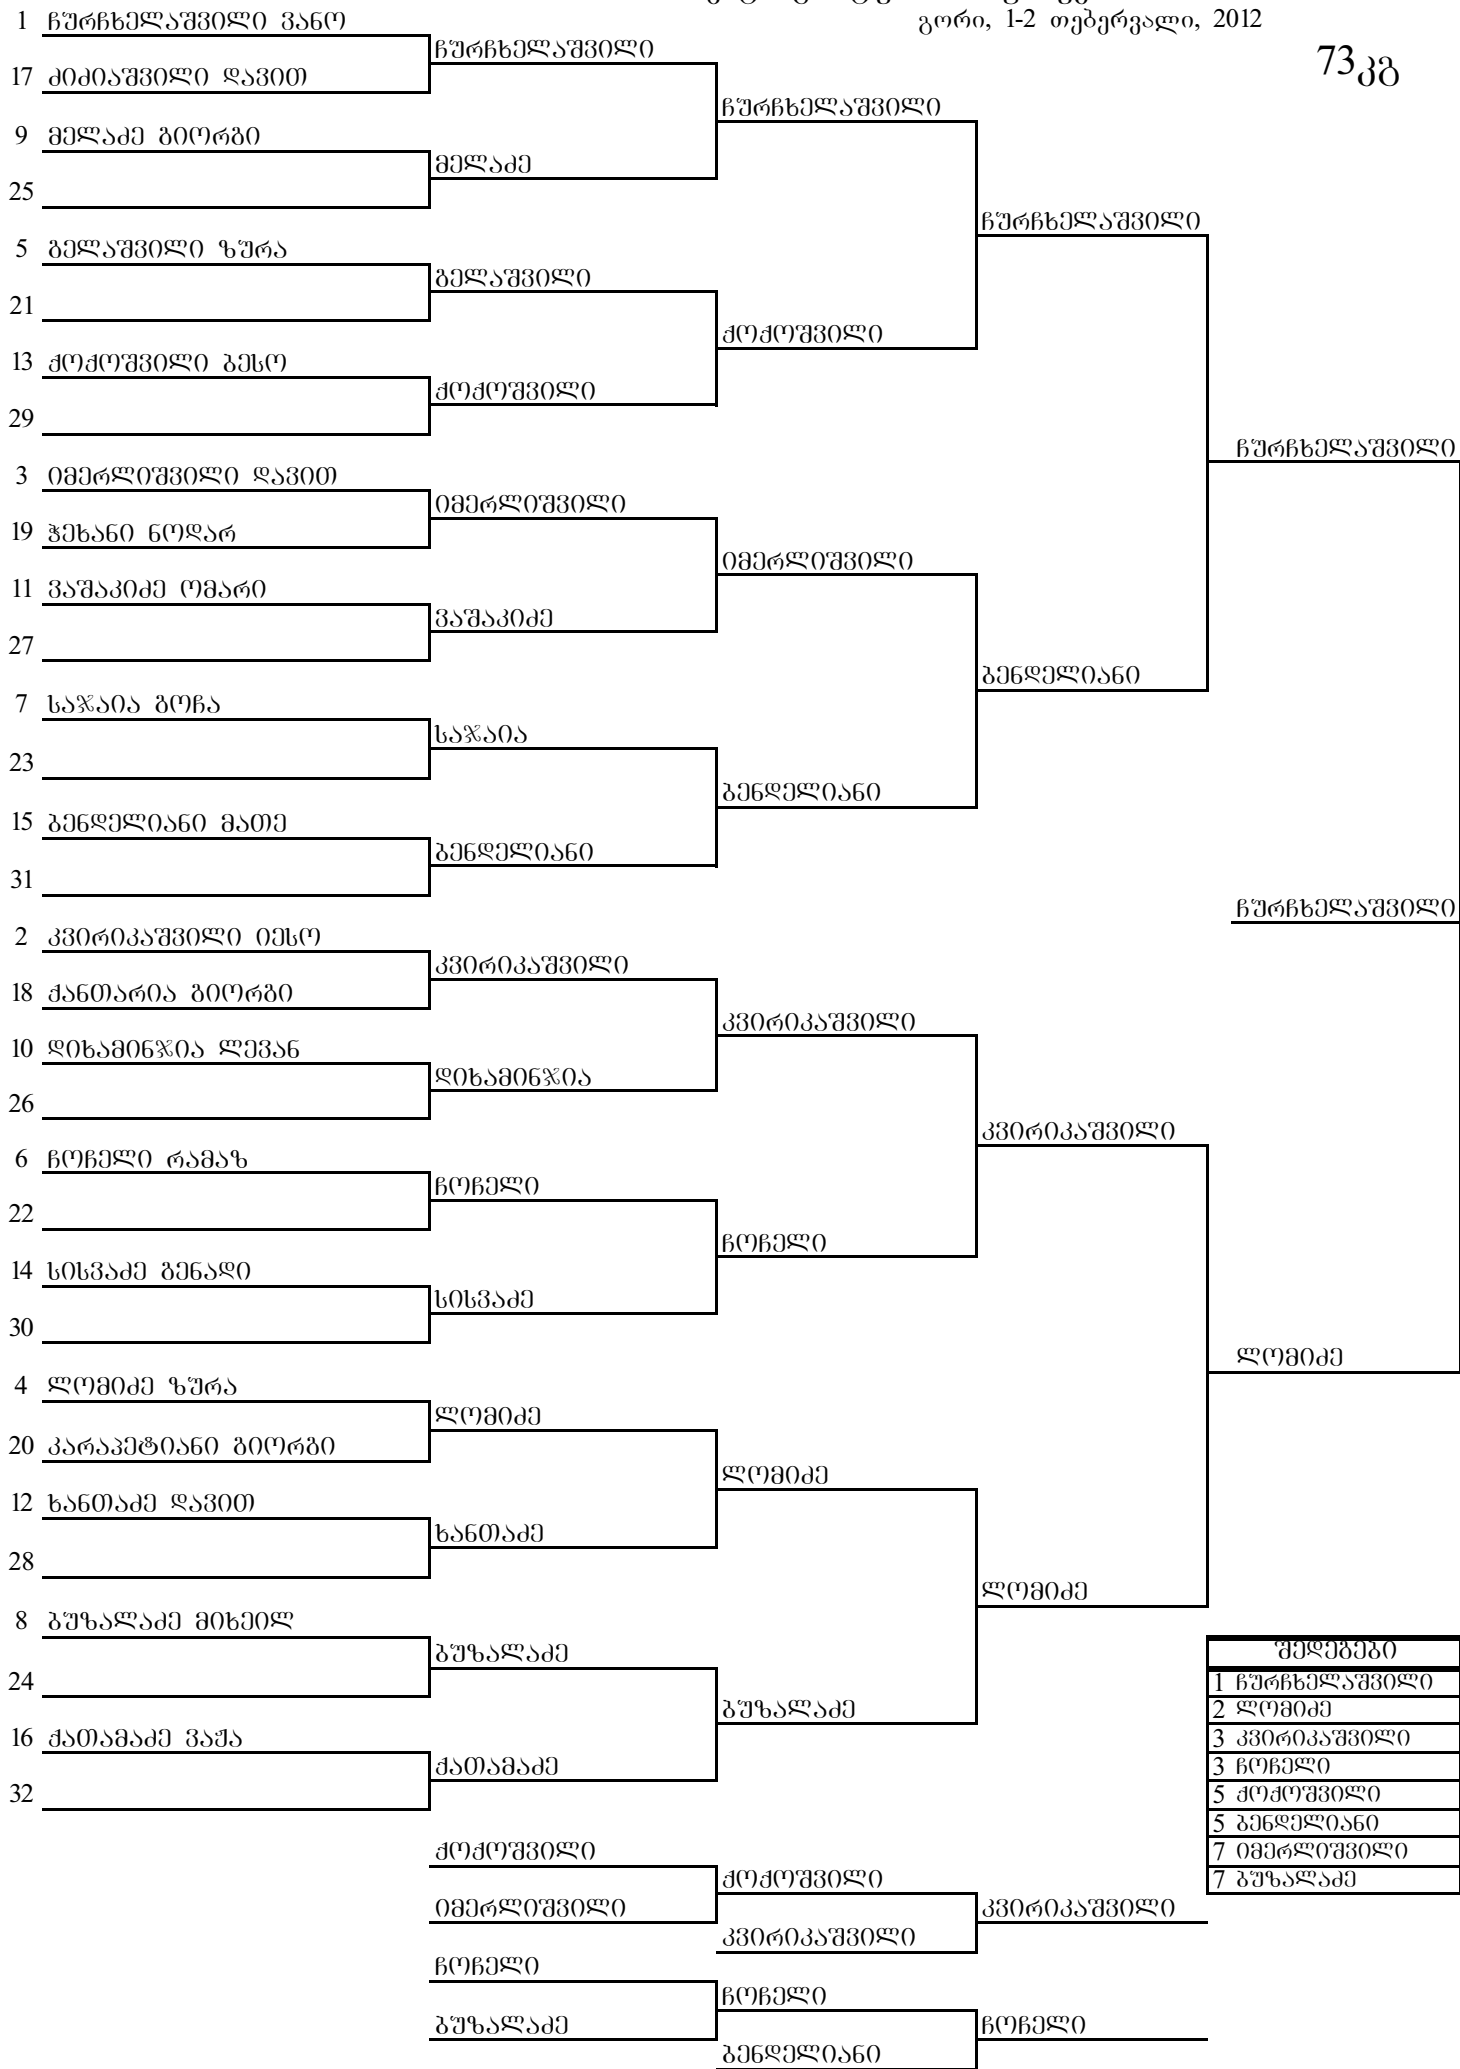 გორი, 1-2 თებერვალი, 2012
73კგ
1 ჩურჩხელაშვილი ვანო
17 ძიძიაშვილი დავით
9 მელაძე გიორგი
25
5 გელაშვილი ზურა
21
13 ქოქოშვილი ბესო
29
3 იმერლიშვილი დავით
19 ჭეხანი ნოდარ
11 ვაშაკიძე ომარი
27
7 საჯაია გოჩა
23
15 ბენდელიანი მათე
31
2 კვირიკაშვილი იესო
18 ქანთარია გიორგი
10 დიხამინჯია ლევან
26
6 ჩოჩელი რამაზ
22
14 სისვაძე გენადი
30
4 ლომიძე ზურა
20 კარაპეტიანი გიორგი
12 ხანთაძე დავით
28
8 ბუზალაძე მიხეილ
24
16 ქათამაძე ვაჟა
32
ჩურჩხელაშვილი
მელაძე
გელაშვილი
ქოქოშვილი
იმერლიშვილი
ვაშაკიძე
საჯაია
ბენდელიანი
კვირიკაშვილი
დიხამინჯია
ჩოჩელი
სისვაძე
ლომიძე
ხანთაძე
ბუზალაძე
ქათამაძე
ჩურჩხელაშვილი
ქოქოშვილი
იმერლიშვილი
ბენდელიანი
კვირიკაშვილი
ჩოჩელი
ლომიძე
ბუზალაძე
ჩურჩხელაშვილი
ბენდელიანი
კვირიკაშვილი
ლომიძე
ჩურჩხელაშვილი
ლომიძე
ჩურჩხელაშვილი
ქოქოშვილი
იმერლიშვილი
ქოქოშვილი
კვირიკაშვილი
კვირიკაშვილი
ჩოჩელი
ბუზალაძე
ჩოჩელი
ბენდელიანი
ჩოჩელი
შედეგები
1 ჩურჩხელაშვილი
2 ლომიძე
3 კვირიკაშვილი
3 ჩოჩელი
5 ქოქოშვილი
5 ბენდელიანი
7 იმერლიშვილი
7 ბუზალაძე